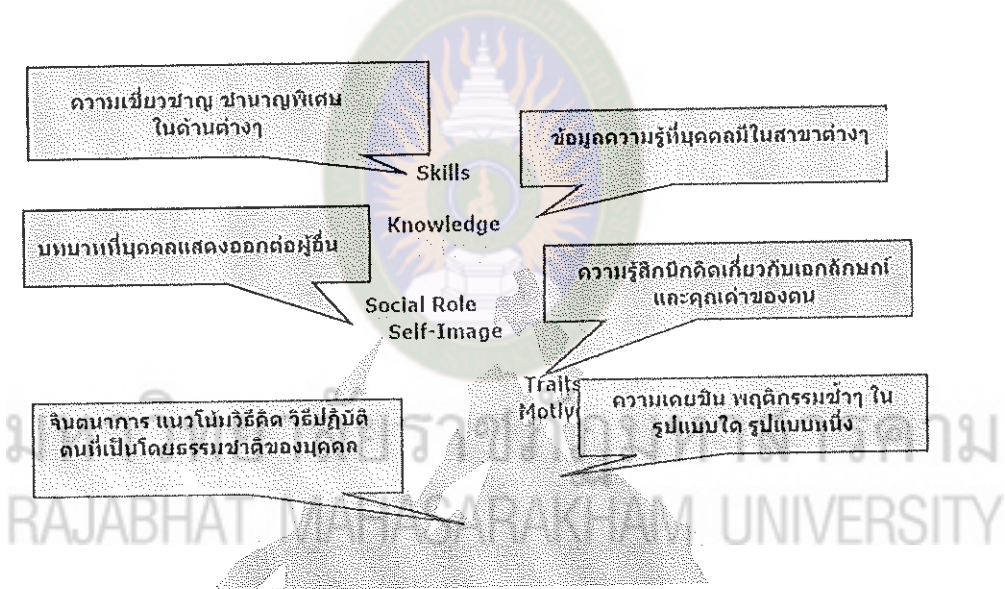 ความเชี่ยวชาญ ชำนาญพิเศษ
ในด้านต่างๆ
ข้อมูลความรู้ที่บุคคลมีในสาขาต่างๆ
Skills
Knowledge
บทบาทที่บุคคลแสดงออกต่อผู้อื่น
ความรู้สึกนึกคิดเกี่ยวกับเอกลักษณ์
และคุณค่าของตน
Social Role
Self-Image
Traits
จินตนาการ แนวโน้มวิธีคิด วิธีปฏิบัติ
ตนที่เป็นโดยธรรมชาติของบุคคล
ความเคยชิน พฤติกรรมซ้ำๆ ใน
รูปแบบใด รูปแบบหนึ่ง
RAJABHAT MAHASARAKHAM UNIVERSITY